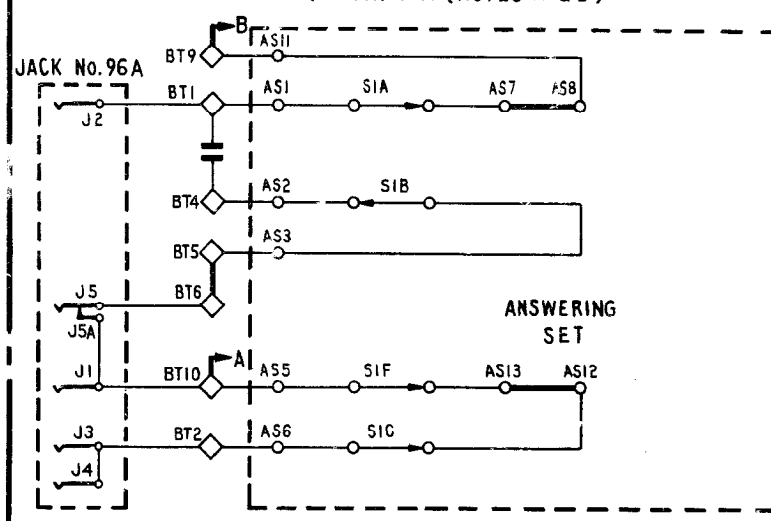 B
AS11
BT9
JACK No. 96A
BT1
AS1
S1A
AS7
AS8
J2
BT4
AS2
S1B
BT5
AS3
J5
BT6
J5A
ANSWERING
SET
A
J1
BT10
AS5
S1F
AS13
AS12
J3
BT2
AS6
S1G
J4